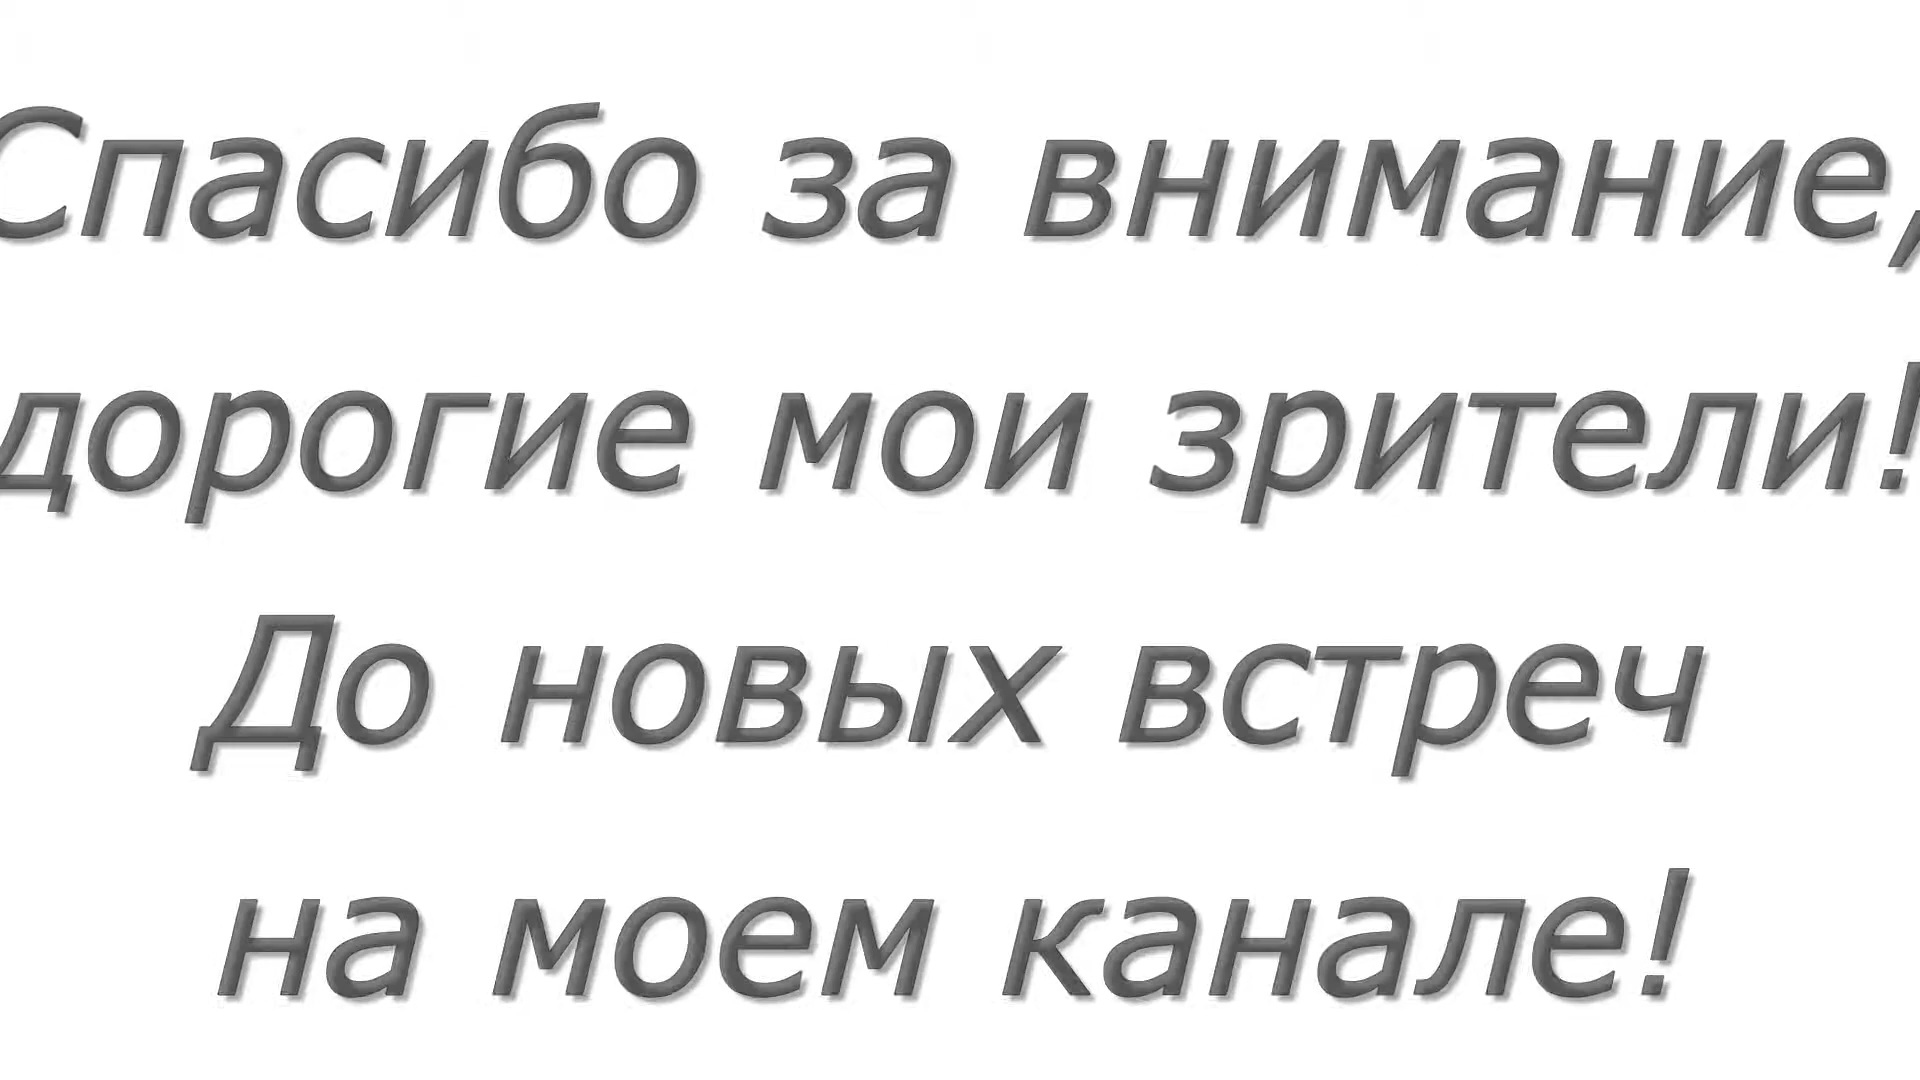 Спасибо за внимание,
дорогие мои зрители!
До новых встреч
на моем канале!